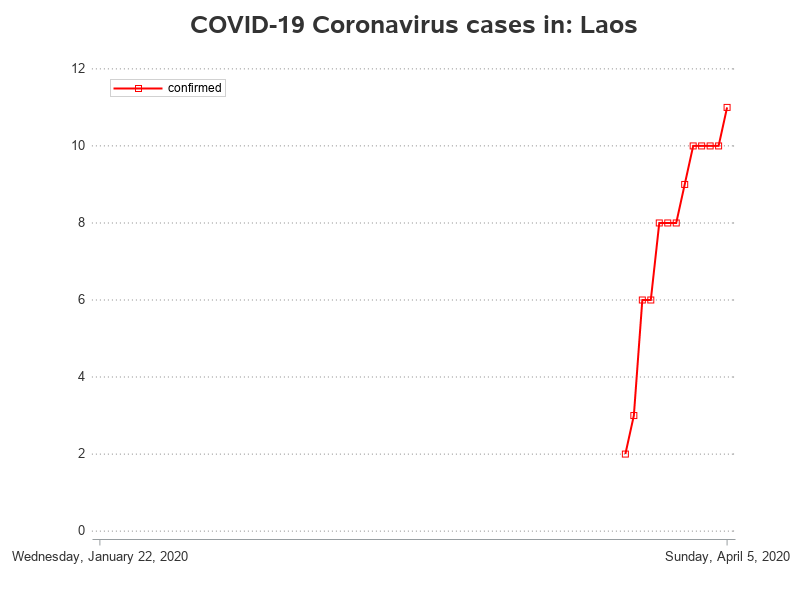 COVID-19 Coronavirus cases in: Laos
12
confirmed
10
8
6
4
2
0
Wednesday, January 22, 2020
Sunday, April 5, 2020